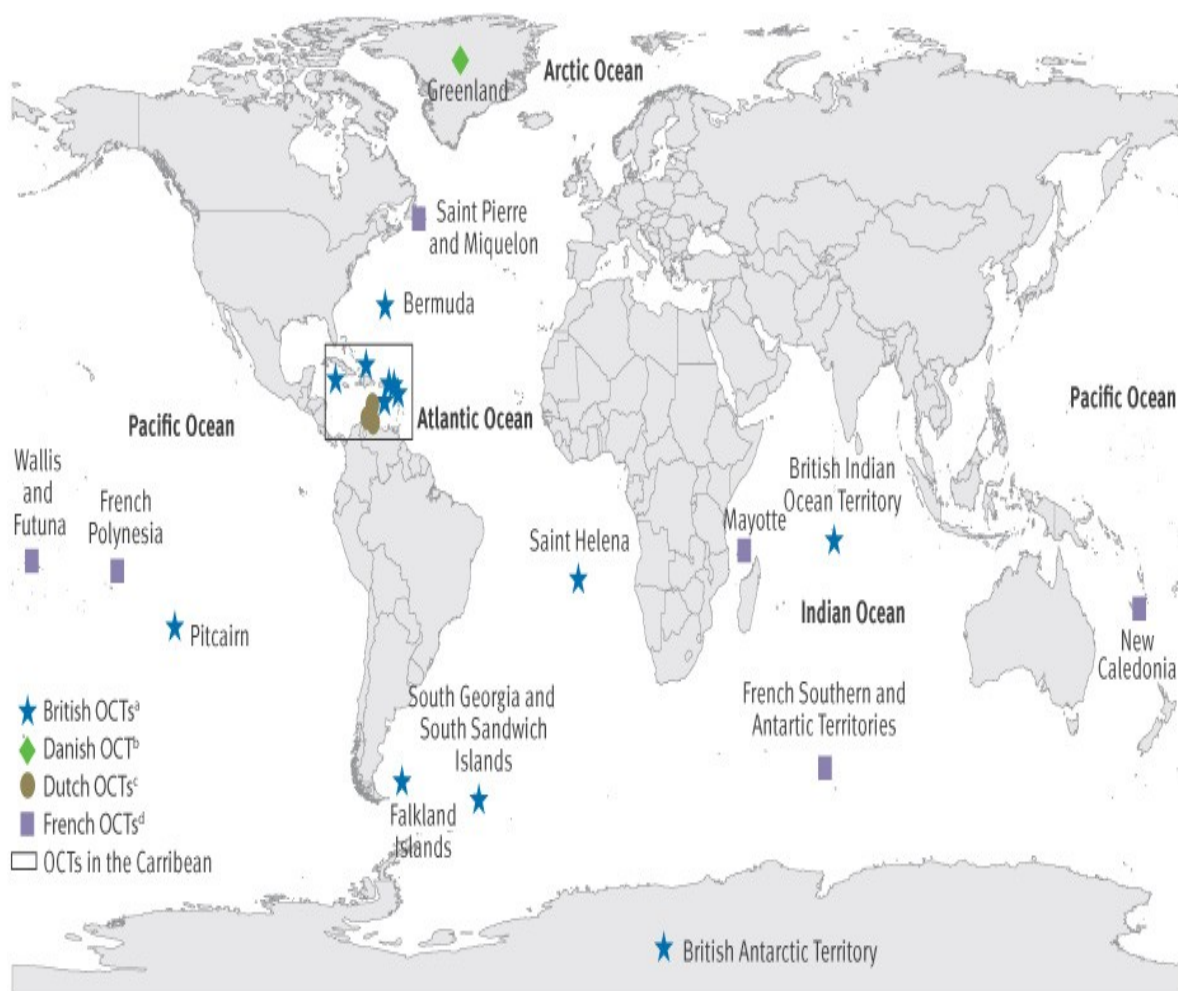 Arctic Ocean
Greenland
Saint Pierre
and Miquelon
Bermuda
Pacific Ocean
Atlantic Ocean
Pacific Ocean
Wallis
and
Futuna
French
Polynesia
British Indian
Ocean Territory
Mayotte
Saint Helena
Indian Ocean
Pitcairn
New
Caledonia
South Georgia and
South Sandwich
Islands
French Southern and
Antartic Territories
Falkland
Islands
British OCTsᵃ
Danish OCTᵇ
Dutch OCTsᶜ
French OCTsᵈ
OCTs in the Carribean
British Antarctic Territory